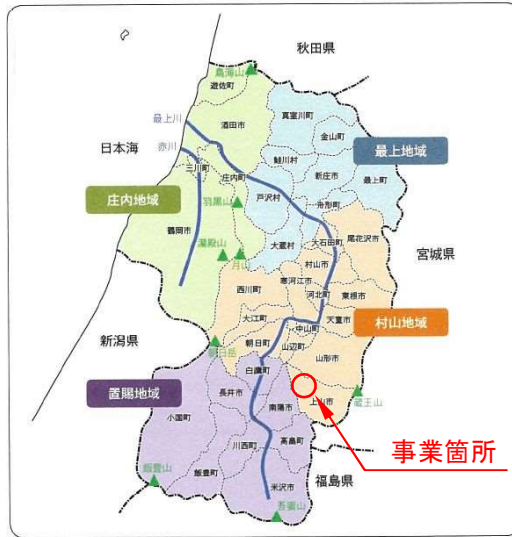 秋田県
鳥海山
遊佐町
最上川
酒田市
真室川町
金山町
日本海
赤川
三川町
庄内町
鮭川村
新庄市
最上地域
最上町
庄内地域
羽黒山
戸沢村
舟形町
鶴岡市
湯殿山
月山
大蔵村
大石田町
尾花沢市
宮城県
村山市
西川町
寒河江市
河北町
東根市
大江町
天童市
村山地域
新潟県
朝日岳
朝日町
中山町
山辺町
山形市
白鷹町
置賜地域
長井市
南陽市
上山市
蔵王山
小国町
川西町
高畠町
事業箇所
飯豊山
飯豊町
米沢市
福島県
吾妻山